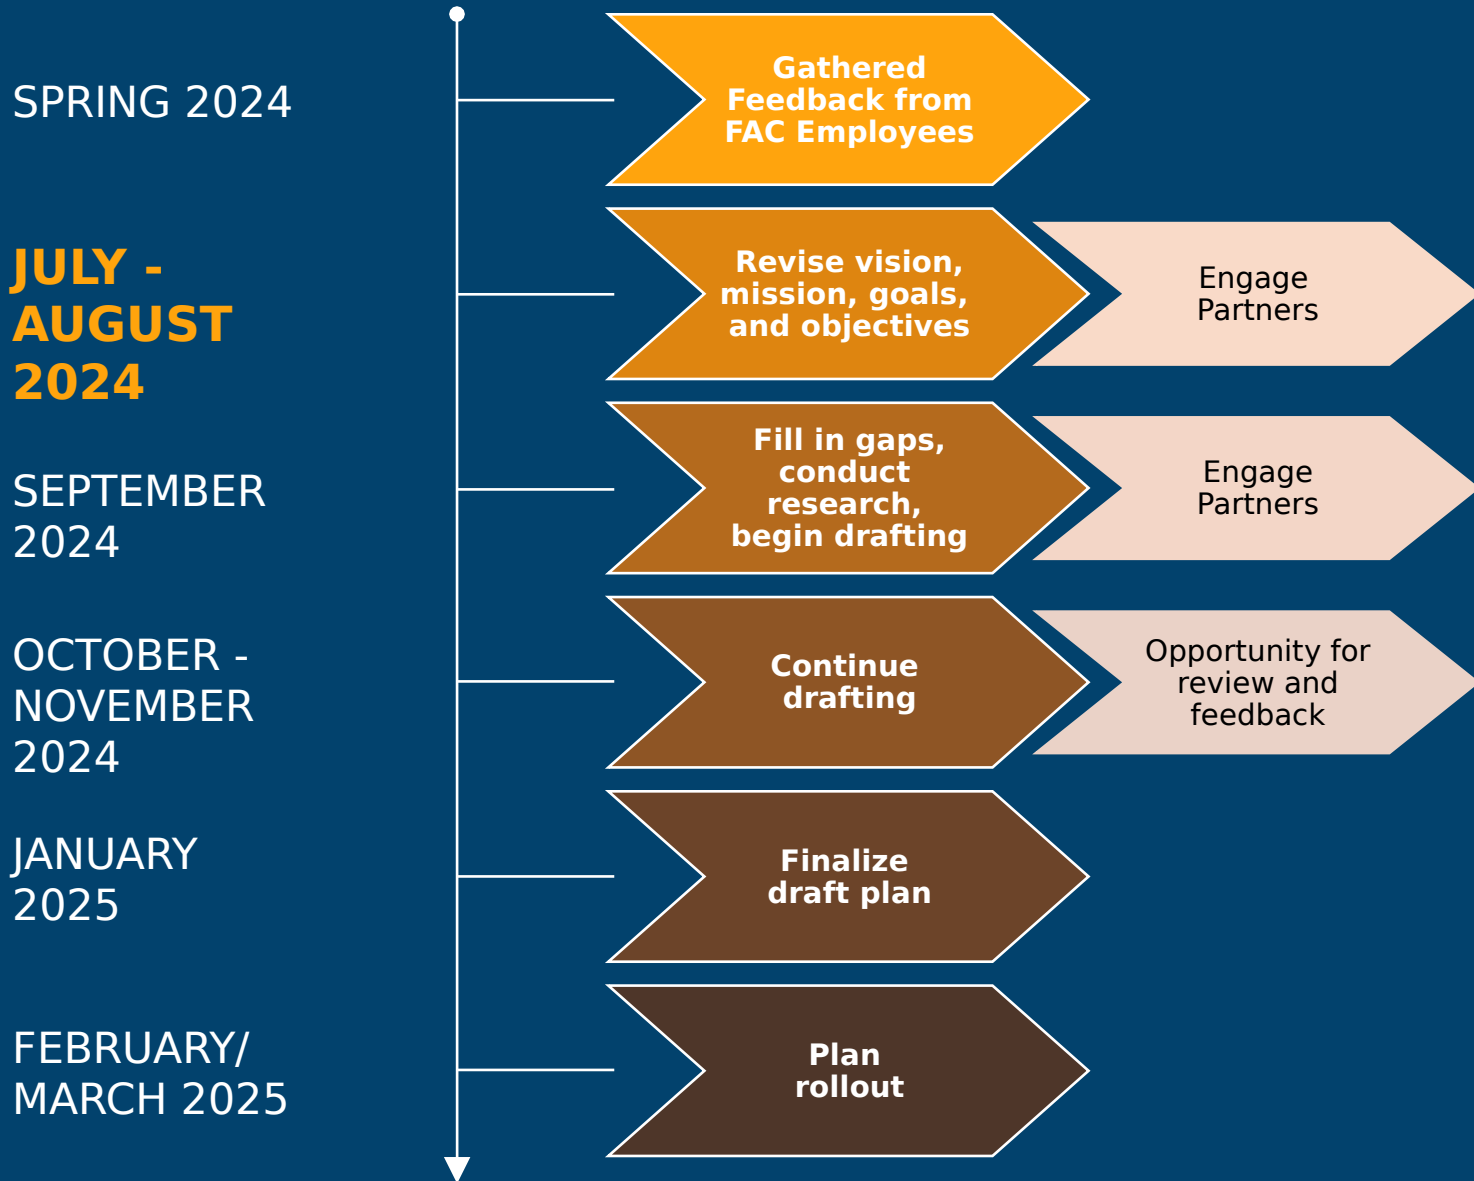 SPRING 2024
Gathered
Feedback from
FAC Employees
JULY -
AUGUST
2024
Revise vision,
mission, goals,
and objectives
Engage
Partners
SEPTEMBER
2024
Fill in gaps,
conduct
research,
begin drafting
Engage
Partners
OCTOBER -
NOVEMBER
2024
Continue
drafting
Opportunity for
review and
feedback
JANUARY
2025
Finalize
draft plan
FEBRUARY/
MARCH 2025
Plan
rollout